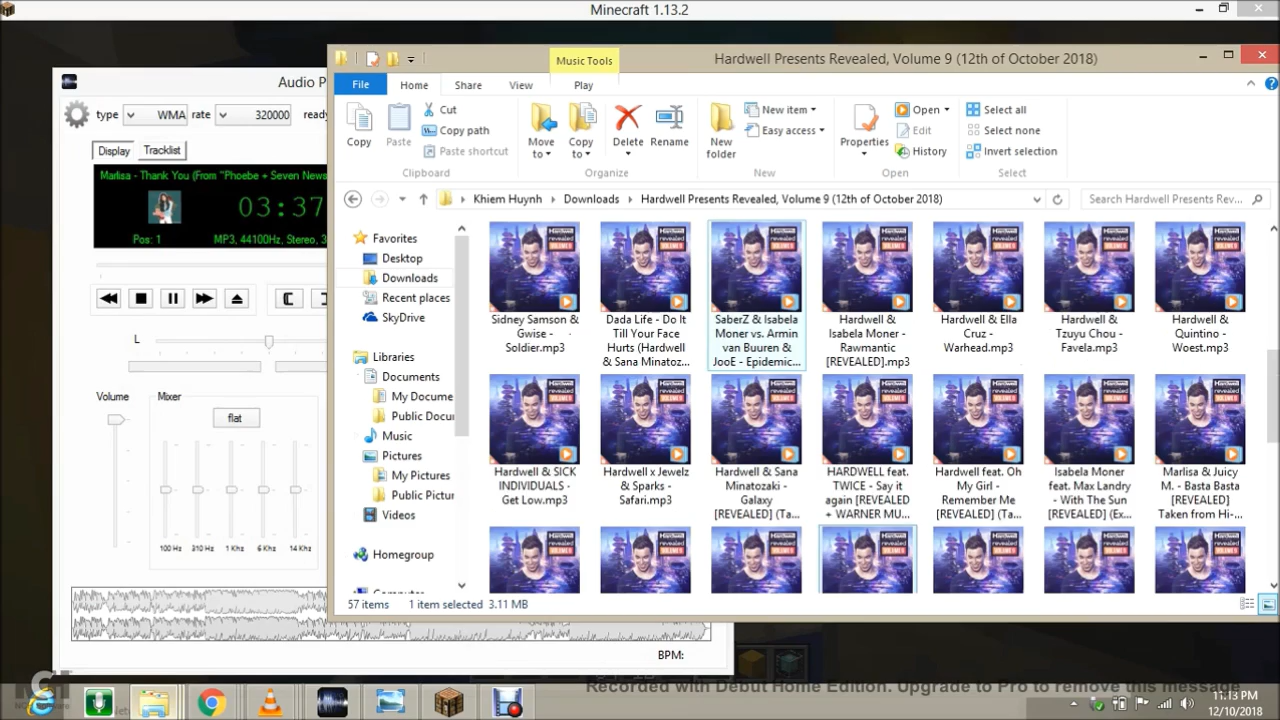 Minecraft 1.13.2
Music Tools
Hardwell Presents Revealed, Volume 9 (12th of October 2018)
Audio P
File
Home
Share
View
Play
type
WMA
rate
320000
ready
Display
Tracklist
Marlisa - Thank You (From "Phoebe + Seven News
03:37
Pos: 1
MP3, 44100Hz, Stereo, 3
L
Volume
Mixer
flat
100 Hz
310 Hz
1 Khz
6 Khz
14 KHz
BPM:
Copy
Paste
Cut
Copy path
Paste shortcut
Clipboard
Move to
Copy to
Delete
Rename
Organize
New folder
New item
Easy access
New
Properties
Open
Edit
History
Open
Select all
Select none
Invert selection
Select
Khiem Huynh
Downloads
Hardwell Presents Revealed, Volume 9 (12th of October 2018)
Search Hardwell Presents Rev...
Favorites
Desktop
Downloads
Recent places
SkyDrive
Libraries
Documents
My Docume
Public Docu
Music
Pictures
My Pictures
Public Pictur
Videos
Homegroup
Sidney Samson &
Gwise -
Soldier.mp3
Dada Life - Do It
Till Your Face
Hurts (Hardwell
& Sana Minatoz...
SaberZ & Isabela
Moner vs. Armin
van Buuren &
JooE - Epidemic...
Hardwell &
Isabela Moner -
Rawmantic
[REVEALED].mp3
Hardwell & Ella
Cruz -
Warhead.mp3
Hardwell &
Tzuyu Chou -
Favela.mp3
Hardwell &
Quintino -
Woest.mp3
Hardwell & SICK
INDIVIDUALS -
Get Low.mp3
Hardwell x Jewelz
& Sparks -
Safari.mp3
Hardwell & Sana
Minatozaki -
Galaxy
[REVEALED] (Ta...
HARDWELL feat.
TWICE - Say it
again [REVEALED
+ WARNER MU...
Hardwell feat. Oh
My Girl -
Remember Me
[REVEALED] (Ta...
Isabela Moner
feat. Max Landry
- With The Sun
[REVEALED] (Ex...
Marlisa & Juicy
M. - Basta Basta
[REVEALED]
Taken from Hi-...
57 items
1 item selected 3.11 MB
Recorded with Debut Home Edition. Upgrade to Pro to remove this message
11:13 PM
12/10/2018